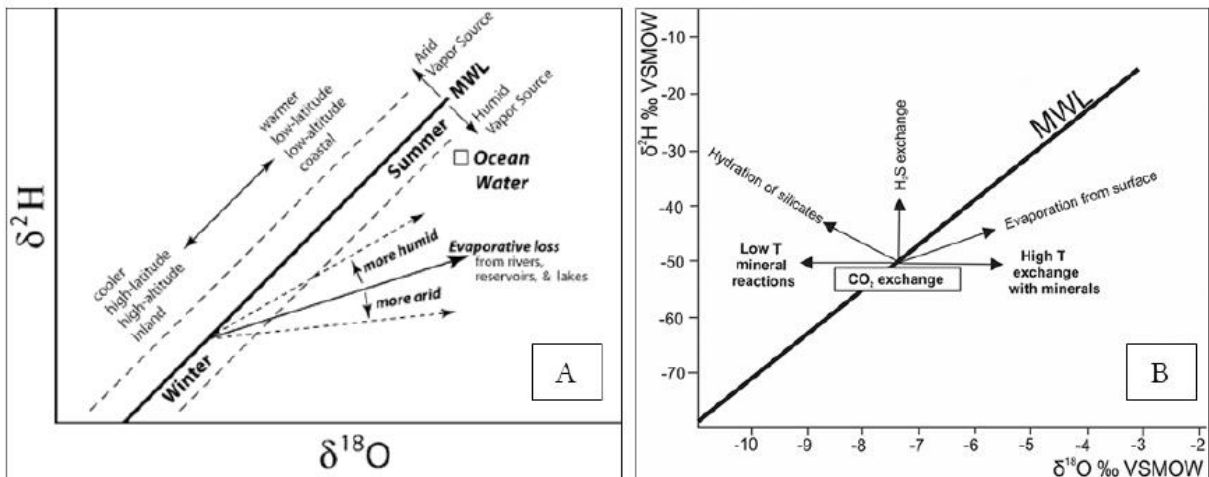 δ²H
δ¹⁸O
warmer
low-latitude
low-altitude
coastal
cooler
high-latitude
high-altitude
inland
Arid
Vapor Source
MWL
Humid
Vapor Source
Summer
Winter
Ocean
Water
more humid
Evaporative loss
from rivers,
reservoirs, & lakes
more arid
A
δ²H ‰ VSMOW
-5
-10
-20
-30
-40
-50
-60
-70
MWL
H₂S exchange
Hydration of silicates
Evaporation from surface
Low T
mineral
reactions
CO₂ exchange
High T
exchange
with minerals
B
-10
-9
-8
-7
-6
-5
-4
-3
-2
δ¹⁸O ‰ VSMOW